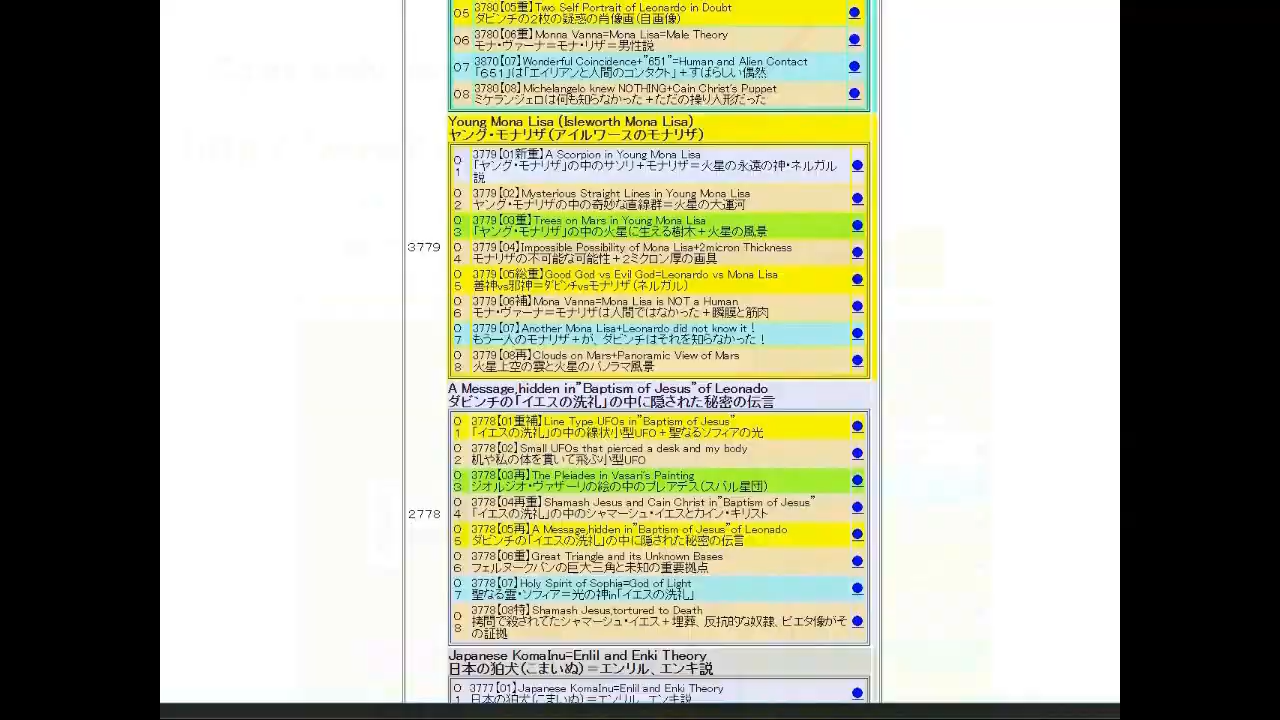 05 3780【05重】Two Self Portrait of Leonardo in Doubt
ダビンチの2枚の疑惑の肖像画(自画像)
06 3780【06重】Monna Vanna=Mona Lisa=Male Theory
モナ・ヴァーナ＝モナ・リザ＝男性説
07 3870【07】Wonderful Coincidence+"651"=Human and Alien Contact
「651」は「エイリアンと人間のコンタクト」＋すばらしい偶然
08 3780【08】Michelangelo knew NOTHING+Cain Christ's Puppet
ミケランジェロは何も知らなかった＋ただの操り人形だった
Young Mona Lisa (Isleworth Mona Lisa)
ヤング・モナリザ(アイルワースのモナリザ)
3779
01 3779【01新重】A Scorpion in Young Mona Lisa
「ヤング・モナリザ」の中のサソリ＋モナリザ＝火星の永遠の神・ネルガル
説
02 3779【02】Mysterious Straight Lines in Young Mona Lisa
ヤング・モナリザの中の奇妙な直線群＝火星の大運河
03 3779【03重】Trees on Mars in Young Mona Lisa
「ヤング・モナリザ」の中の火星に生える樹木＋火星の風景
04 3779【04】Impossible Possibility of Mona Lisa+2micron Thickness
モナリザの不可能な可能性＋2ミクロン厚の画具
05 3779【05総重】Good God vs Evil God=Leonardo vs Mona Lisa
善神vs邪神＝ダビンチvsモナリザ(ネルガル)
06 3779【06補】Mona Vanna=Mona Lisa is NOT a Human
モナ・ヴァーナ＝モナリザは人間ではなかった＋瞬膜と筋肉
07 3779【07】Another Mona Lisa+Leonardo did not know it！
もう一人のモナリザ＋が、ダビンチはそれを知らなかった！
08 3779【08再】Clouds on Mars+Panoramic View of Mars
火星上空の雲と火星のパノラマ風景
A Message,hidden in"Baptism of Jesus"of Leonado
ダビンチの「イエスの洗礼」の中に隠された秘密の伝言
2778
01 3778【01重補】Line Type UFOs in"Baptism of Jesus"
「イエスの洗礼」の中の線状小型UFO＋聖なるソフィアの光
02 3778【02】Small UFOs that pierced a desk and my body
机や私の体を貫いて飛ぶ小型UFO
03 3778【03再】The Pleiades in Vasari's Painting
ジオルジオ・ヴァザーリの絵の中のプレアデス(スバル星団)
04 3778【04再重】Shamash Jesus and Cain Christ in"Baptism of Jesus"
「イエスの洗礼」の中のシャマーシュ・イエスとカイン・キリスト
05 3778【05再】A Message,hidden in"Baptism of Jesus"of Leonado
ダビンチの「イエスの洗礼」の中に隠された秘密の伝言
06 3778【06重】Great Triangle and its Unknown Bases
フェルヌークバンの巨大三角と未知の重要拠点
07 3778【07】Holy Spirit of Sophia=God of Light
聖なる霊・ソフィア＝光の神in「イエスの洗礼」
08 3778【08特】Shamash Jesus,tortured to Death
拷問で殺されてたシャマーシュ・イエス＋埋葬、反抗的な奴隷、ピエタ像がそ
の証拠
Japanese KomaInu=Enlil and Enki Theory
日本の狛犬(こまいぬ)＝エンリル、エンキ説
01 3777【01】Japanese KomaInu=Enlil and Enki Theory
日本の狛犬(こまいぬ)＝エンリル、エンキ説